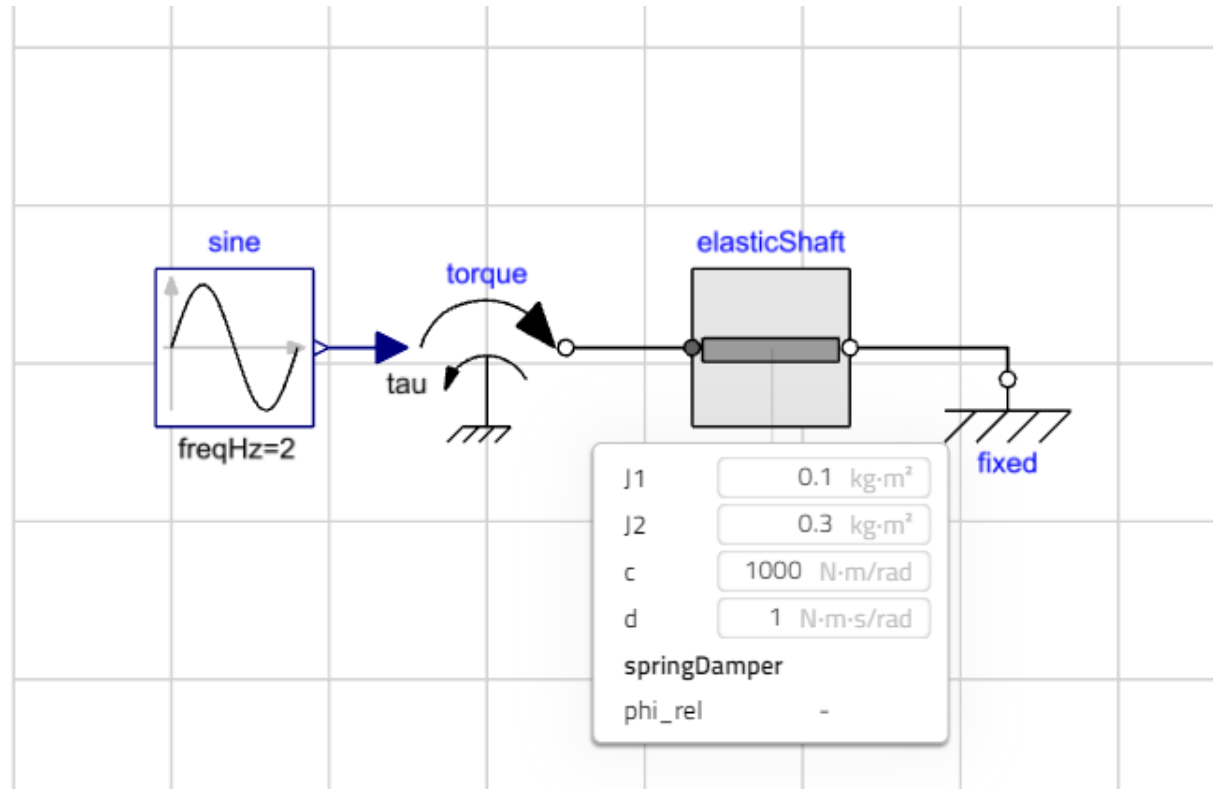 sine
elasticShaft
torque
tau
freqHz=2
fixed
J1 0.1 kg·m²
J2 0.3 kg·m²
c 1000 N·m/rad
d 1 N·m·s/rad
springDamper
phi_rel -